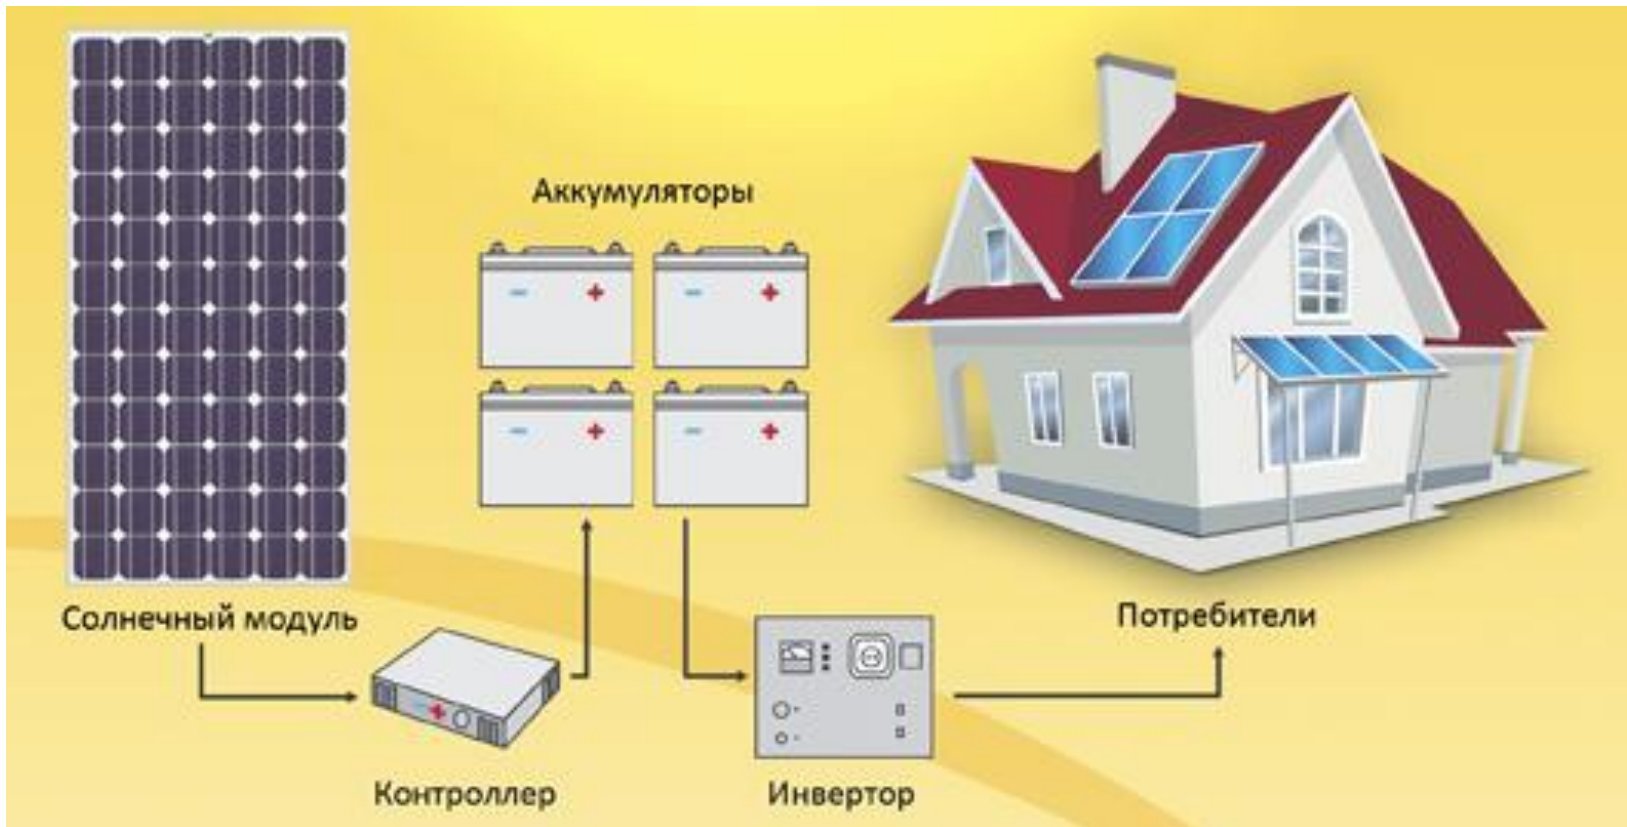 Аккумуляторы
Солнечный модуль
Потребители
Контроллер
Инвертор